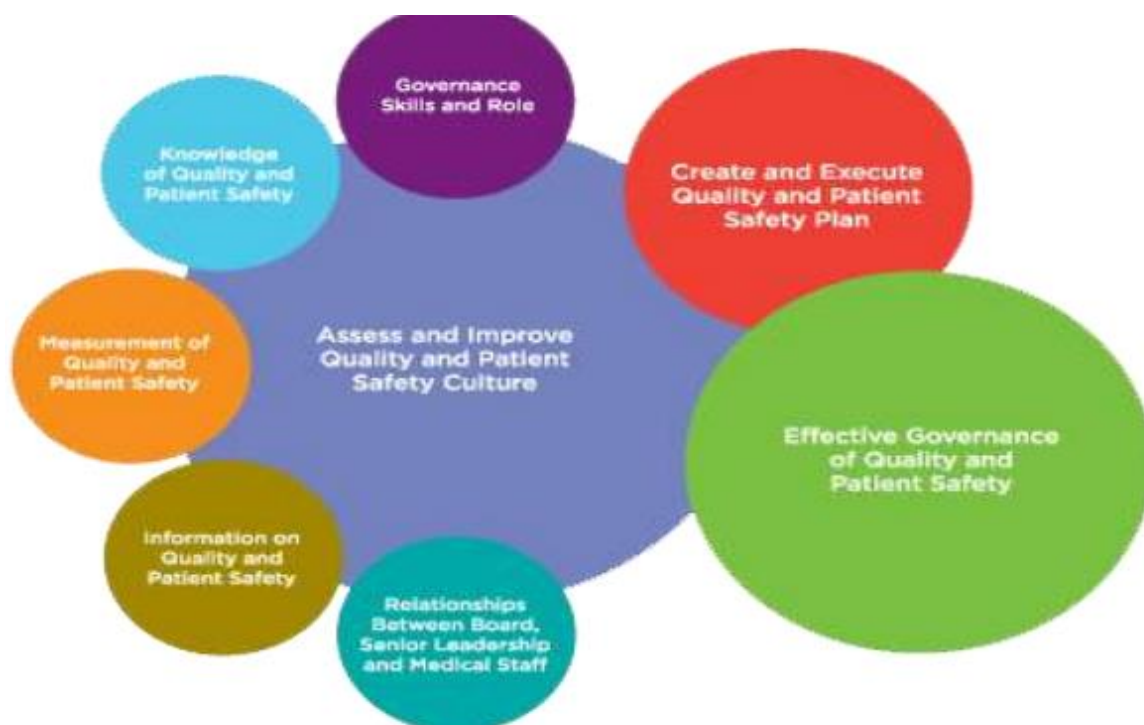 Governance
Skills and Role
Knowledge
of Quality and
Patient Safety
Create and Execute
Quality and Patient
Safety Plan
Assess and Improve
Quality and Patient
Safety Culture
Measurement of
Quality and
Patient Safety
Effective Governance
of Quality and
Patient Safety
Information on
Quality and
Patient Safety
Relationships
Between Board,
Senior Leadership
and Medical Staff